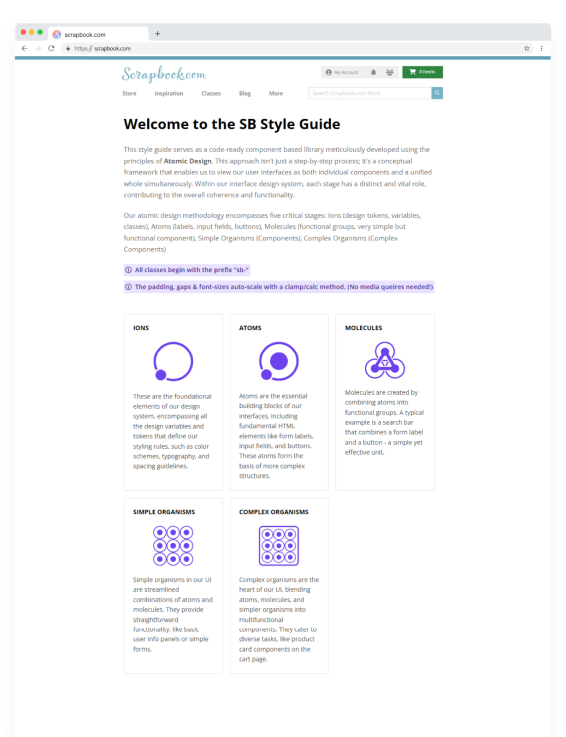 scrapbook.com
https:// scrapbook.com
Scrapbook.com
My Account
0 Items
Store Inspiration Classes Blog More
Search Scrapbook.com Store
Welcome to the SB Style Guide
This style guide serves as a code-ready component based library meticulously developed using the
principles of Atomic Design. This approach isn't just a step-by-step process; it's a conceptual
framework that enables us to view our user interfaces as both individual components and a unified
whole simultaneously. Within our interface design system, each stage has a distinct and vital role,
contributing to the overall coherence and functionality.
Our atomic design methodology encompasses five critical stages: Ions (design tokens, variables,
classes), Atoms (labels, input fields, buttons), Molecules (functional groups, very simple but
functional component), Simple Organisms (Components), Complex Organisms (Complex
Components)
All classes begin with the prefix "sb-"
The padding, gaps & font-sizes auto-scale with a clamp/calc method. (No media queires needed!)
IONS
These are the foundational
elements of our design
system, encompassing all
the design variables and
tokens that define our
styling rules, such as color
schemes, typography, and
spacing guidelines.
ATOMS
Atoms are the essential
building blocks of our
interfaces, including
fundamental HTML
elements like form labels,
input fields, and buttons.
These atoms form the
basis of more complex
structures.
MOLECULES
Molecules are created by
combining atoms into
functional groups. A typical
example is a search bar
that combines a form label
and a button - a simple yet
effective unit.
SIMPLE ORGANISMS
Simple organisms in our UI
are streamlined
combinations of atoms and
molecules. They provide
straightforward
functionality, like basic
user info panels or simple
forms.
COMPLEX ORGANISMS
Complex organisms are the
heart of our UI, blending
atoms, molecules, and
simpler organisms into
multifunctional
components. They cater to
diverse tasks, like product
card components on the
cart page.